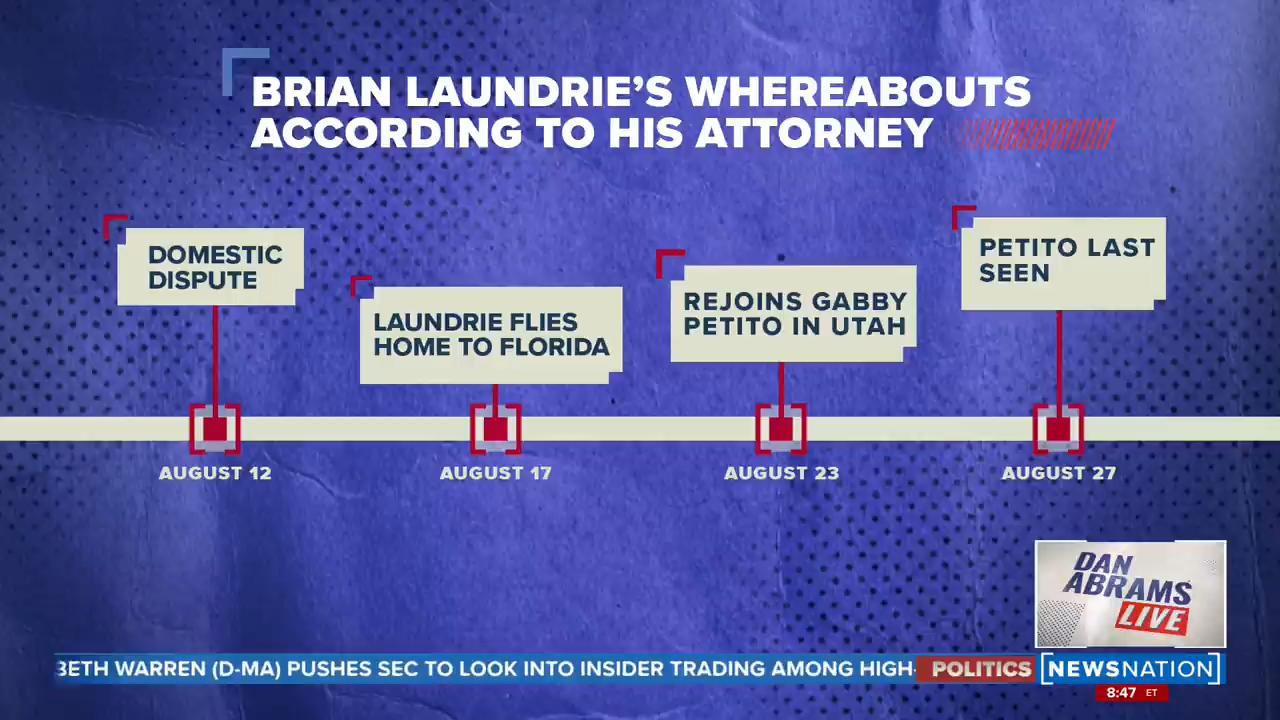 BRIAN LAUNDRIE'S WHEREABOUTS
ACCORDING TO HIS ATTORNEY
DOMESTIC
DISPUTE
LAUNDRIE FLIES
HOME TO FLORIDA
REJOINS GABBY
PETITO IN UTAH
PETITO LAST
SEEN
AUGUST 12
AUGUST 17
AUGUST 23
AUGUST 27
DAN
ABRAMS
LIVE
BETH WARREN (D-MA) PUSHES SEC TO LOOK INTO INSIDER TRADING AMONG HIGH-
POLITICS
NEWSNATION
8:47 ET